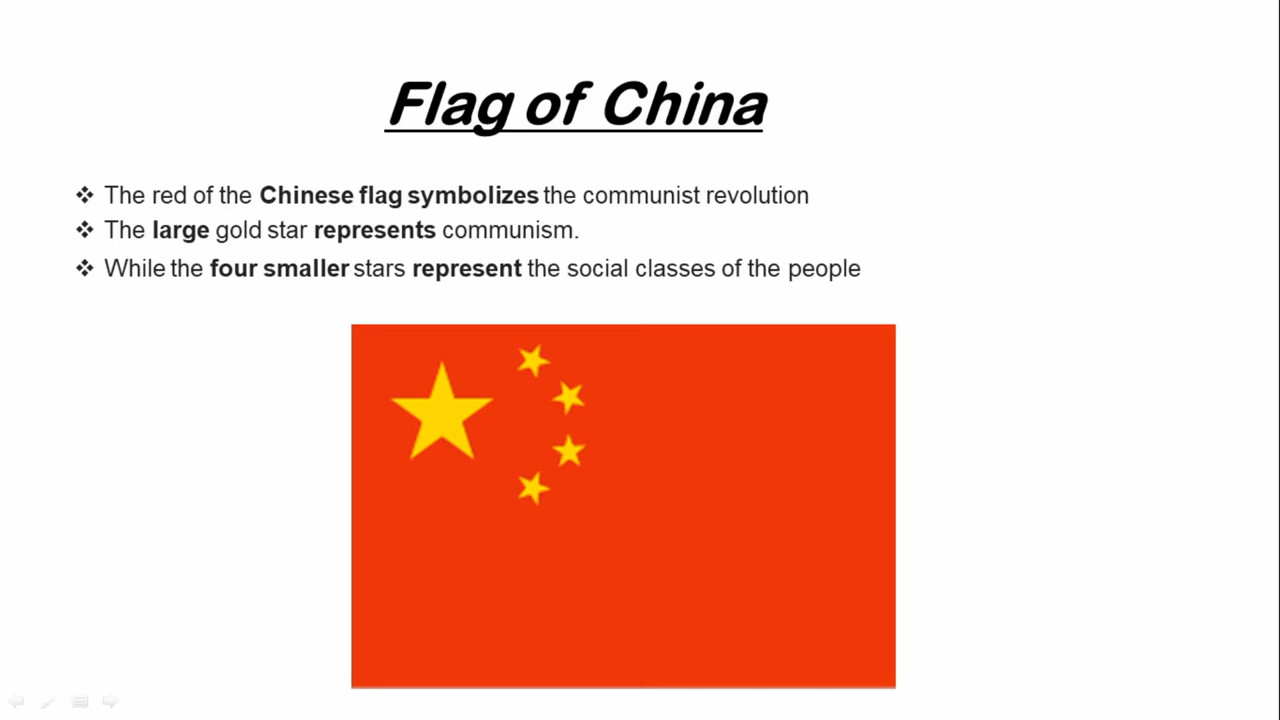 Flag of China
❖ The red of the Chinese flag symbolizes the communist revolution
❖ The large gold star represents communism.
❖ While the four smaller stars represent the social classes of the people